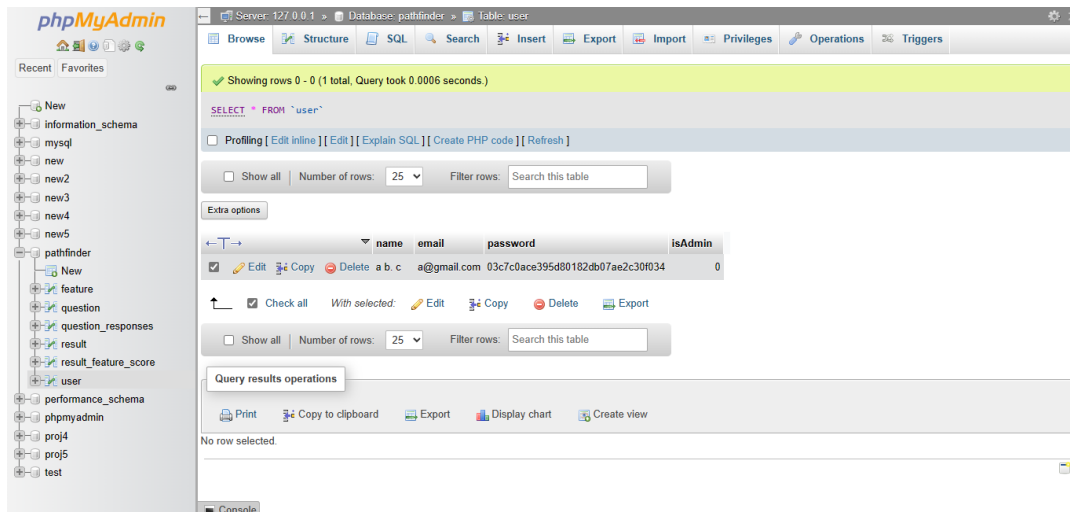 phpMyAdmin
Recent Favorites
New
information_schema
mysql
new
new2
new3
new4
new5
pathfinder
New
feature
question
question_responses
result
result_feature_score
user
performance_schema
phpmyadmin
proj4
proj5
test
Server: 127.0.0.1 » Database: pathfinder » Table: user
Browse Structure SQL Search Insert Export Import Privileges Operations Triggers
Showing rows 0 - 0 (1 total, Query took 0.0006 seconds.)
SELECT * FROM `user`
Profiling [ Edit inline ] [ Edit ] [ Explain SQL ] [ Create PHP code ] [ Refresh ]
Show all | Number of rows: 25 Filter rows: Search this table
Extra options
←T→ name email password isAdmin
Edit Copy Delete a b. c a@gmail.com 03c7c0ace395d80182db07ae2c30f034 0
Check all With selected: Edit Copy Delete Export
Show all | Number of rows: 25 Filter rows: Search this table
Query results operations
Print Copy to clipboard Export Display chart Create view
No row selected.
Console